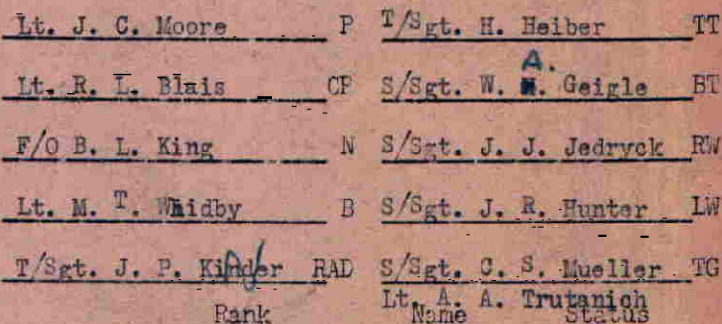 Lt. J. C. Moore P T/Sgt. H. Heiber TT
A.
Lt. R. L. Blais CP S/Sgt. W. Geigle BT
F/O B. L. King N S/Sgt. J. J. Jedryck RW
Lt. M. T. Whidby B S/Sgt. J. R. Hunter LW
T/Sgt. J. P. Kinder RAD S/Sgt. C. S. Mueller TG
Lt. A. A. Trutanich
Rank Name Status